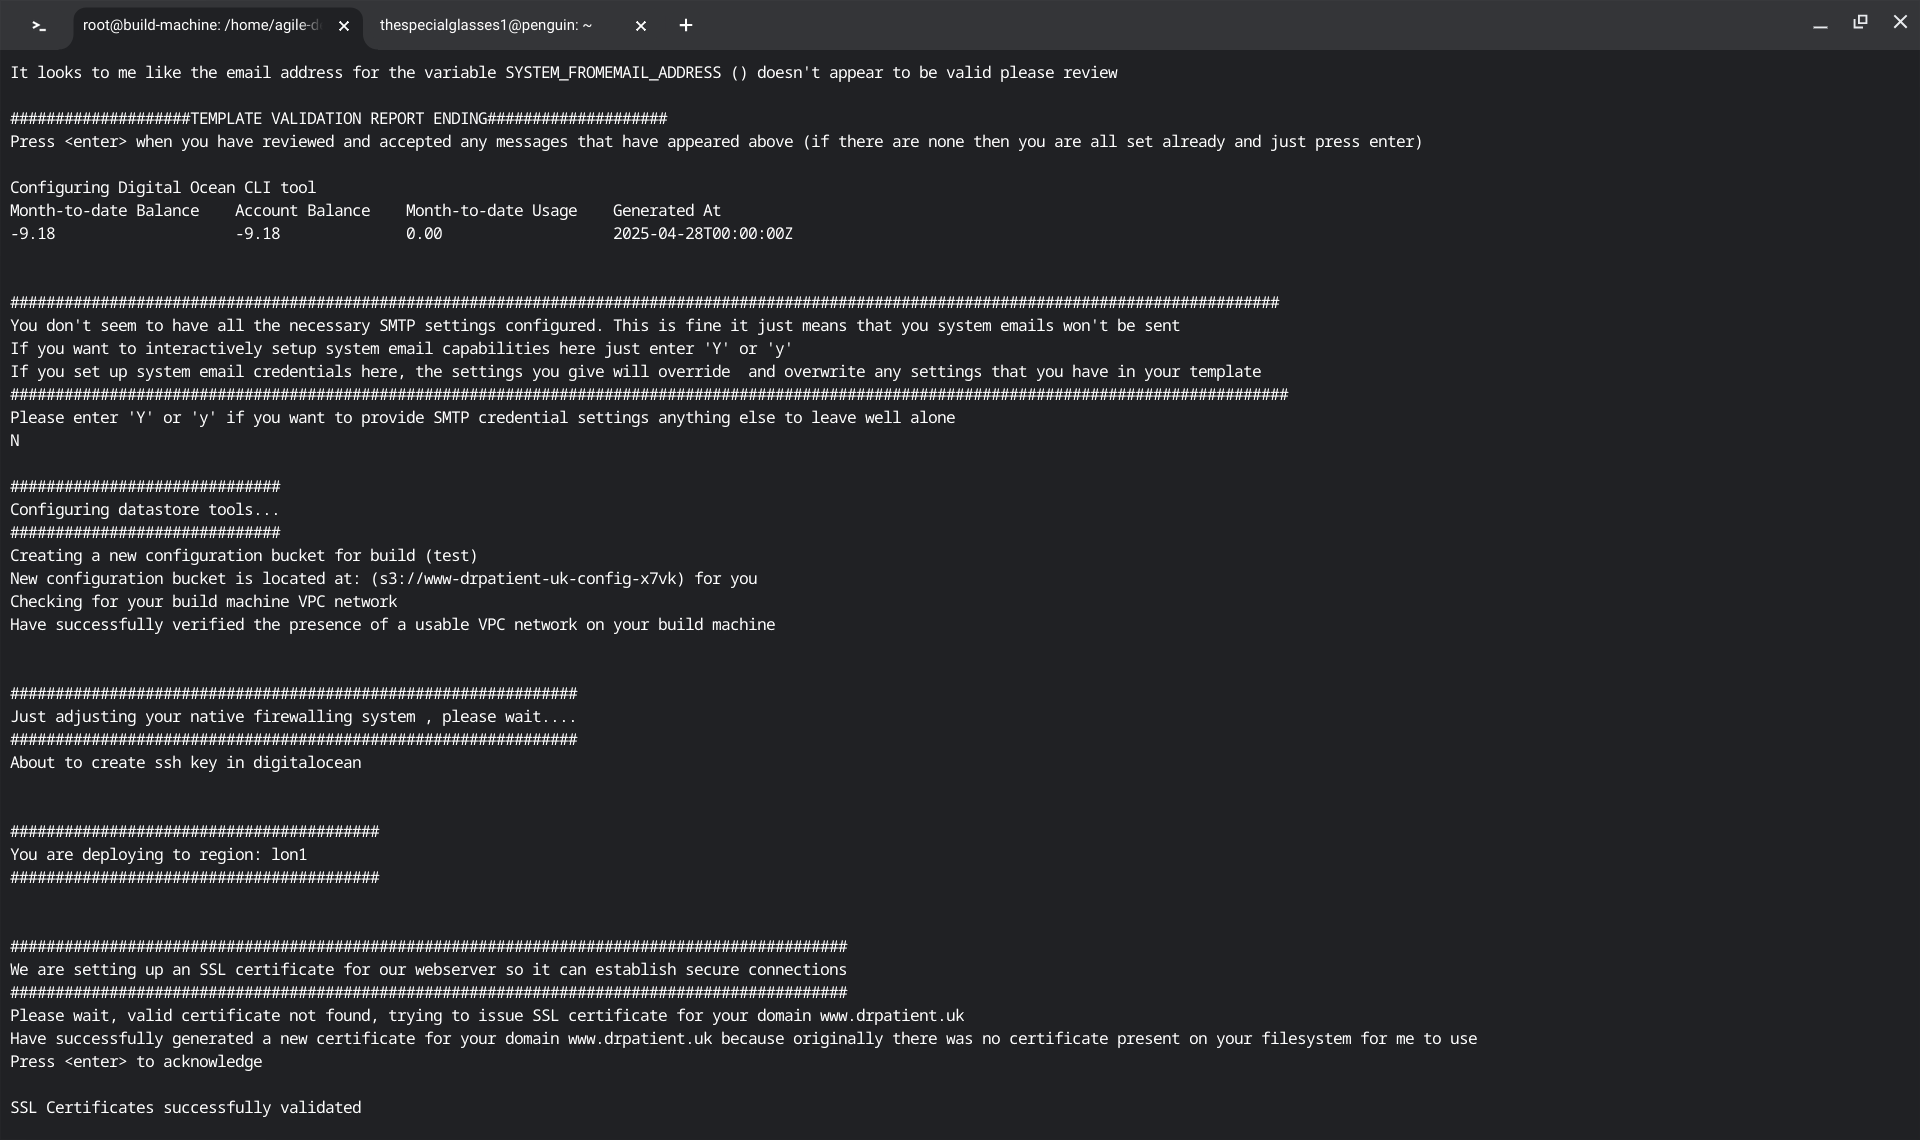 root@build-machine: /home/agile-d
thespecialglasses1@penguin: ~
It looks to me like the email address for the variable SYSTEM_FROMEMAIL_ADDRESS () doesn't appear to be valid please review
####################TEMPLATE VALIDATION REPORT ENDING####################
Press <enter> when you have reviewed and accepted any messages that have appeared above (if there are none then you are all set already and just press enter)
Configuring Digital Ocean CLI tool
Month-to-date Balance    Account Balance    Month-to-date Usage    Generated At
-9.18                    -9.18              0.00                   2025-04-28T00:00:00Z
#############################################################################################################################################
You don't seem to have all the necessary SMTP settings configured. This is fine it just means that you system emails won't be sent
If you want to interactively setup system email capabilities here just enter 'Y' or 'y'
If you set up system email credentials here, the settings you give will override  and overwrite any settings that you have in your template
##############################################################################################################################################
Please enter 'Y' or 'y' if you want to provide SMTP credential settings anything else to leave well alone
N
##############################
Configuring datastore tools...
##############################
Creating a new configuration bucket for build (test)
New configuration bucket is located at: (s3://www-drpatient-uk-config-x7vk) for you
Checking for your build machine VPC network
Have successfully verified the presence of a usable VPC network on your build machine
###############################################################
Just adjusting your native firewalling system , please wait....
###############################################################
About to create ssh key in digitalocean
#########################################
You are deploying to region: lon1
#########################################
#############################################################################################
We are setting up an SSL certificate for our webserver so it can establish secure connections
#############################################################################################
Please wait, valid certificate not found, trying to issue SSL certificate for your domain www.drpatient.uk
Have successfully generated a new certificate for your domain www.drpatient.uk because originally there was no certificate present on your filesystem for me to use
Press <enter> to acknowledge
SSL Certificates successfully validated